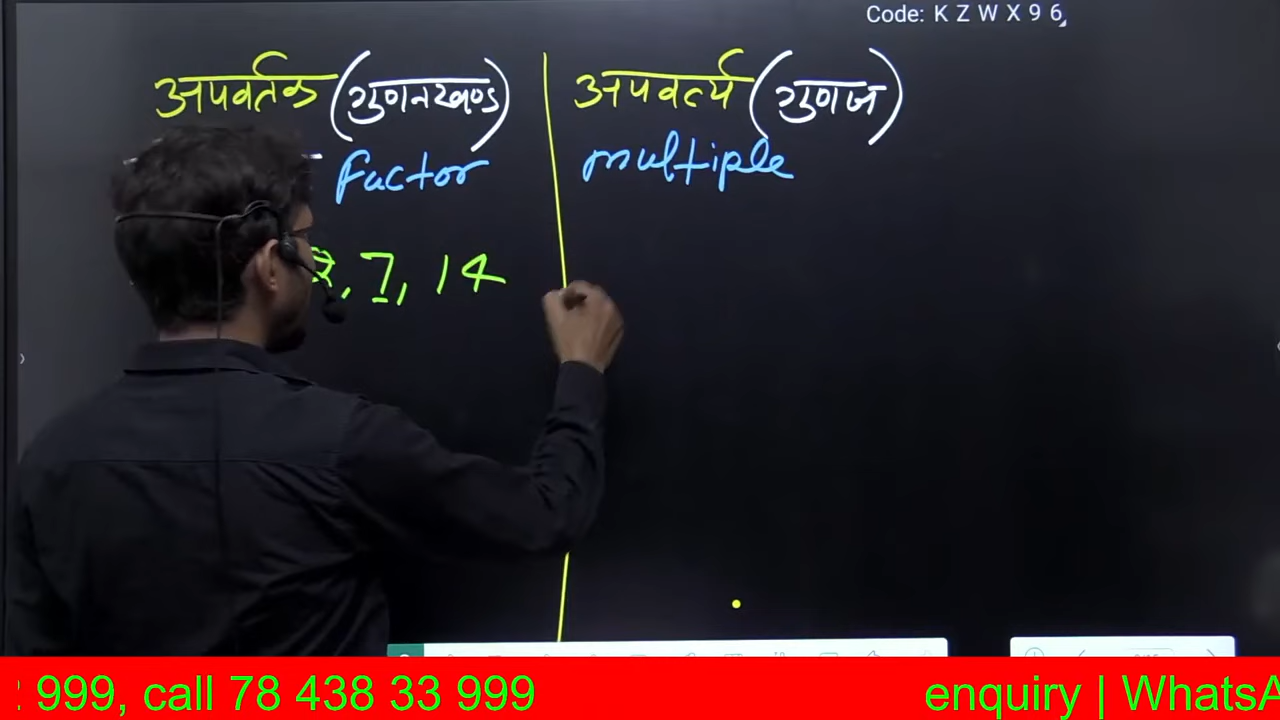 Code: K Z W X 9 6
अपवर्तक (गुणनखण्ड)
अपवर्त्य (गुणज)
Factor
multiple
2, 7, 14
999, call 78 438 33 999
enquiry |